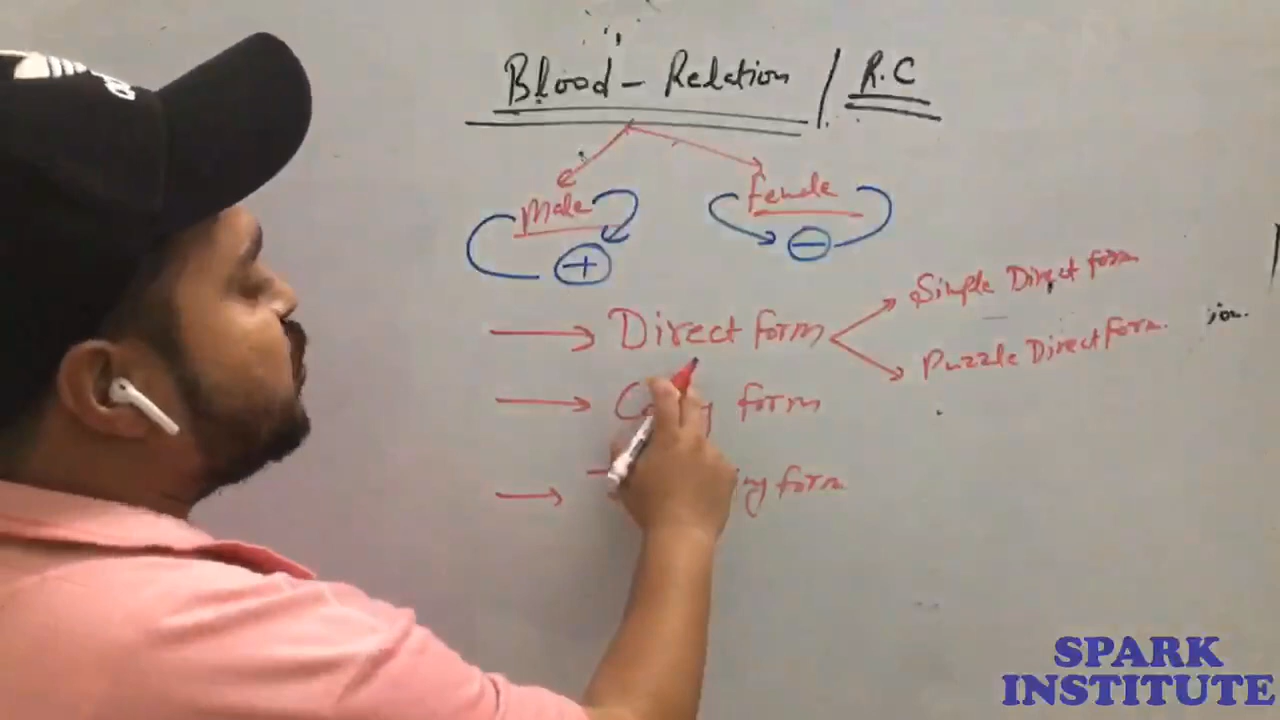 Blood - Relation / R.C
Male Female
+ −
→ Direct form
Simple Direct form
Puzzle Direct form.
→ form
→ form
SPARK
INSTITUTE